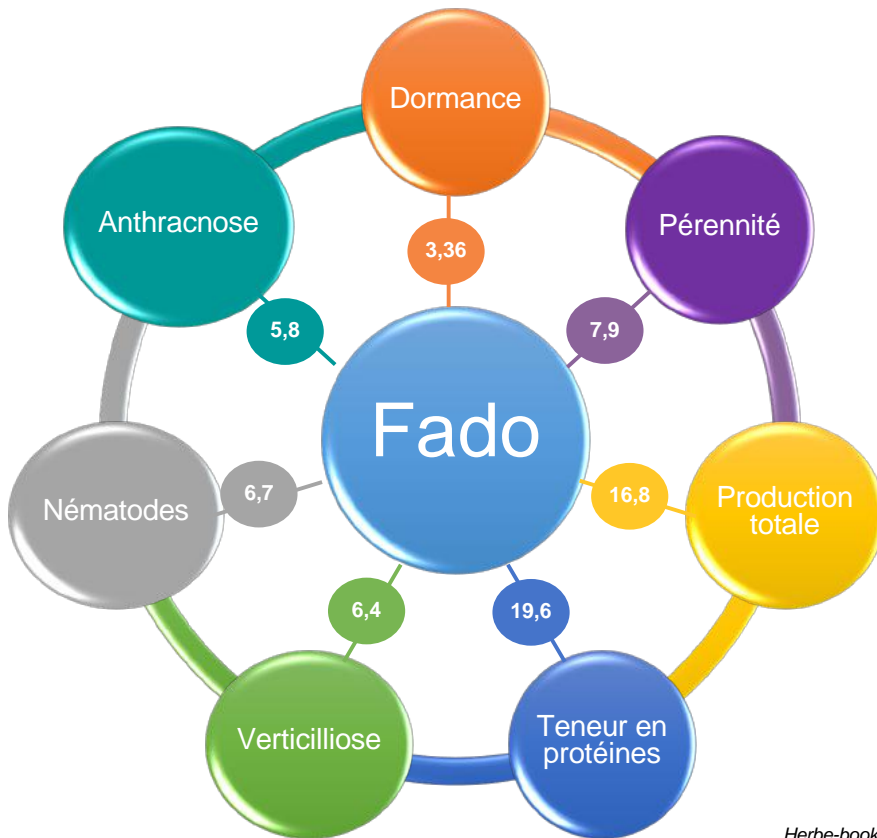 Dormance
3,36
Pérennité
7,9
Production
totale
16,8
Teneur en
protéines
19,6
Verticilliose
6,4
Nématodes
6,7
Anthracnose
5,8
Fado
Herbe-book